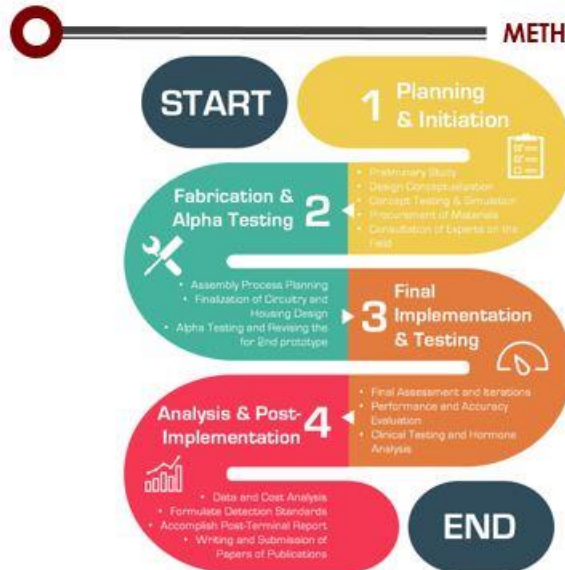 METH
START
1 Planning
& Initiation
• Preliminary Study
• Design Conceptualization
• Concept Testing & Simulation
• Procurement of Materials
• Consultation of Experts on the
Field
Fabrication &
Alpha Testing 2
• Assembly Process Planning
• Finalization of Circuitry and
Housing Design
• Alpha Testing and Revising the
for 2nd prototype
3 Final
Implementation
& Testing
• Final Assessment and Iterations
• Performance and Accuracy
Evaluation
• Clinical Testing and Hormone
Analysis
Analysis & Post-
Implementation 4
• Data and Cost Analysis
• Formulate Detection Standards
• Accomplish Post-Terminal Report
• Writing and Submission of
Papers of Publications
END